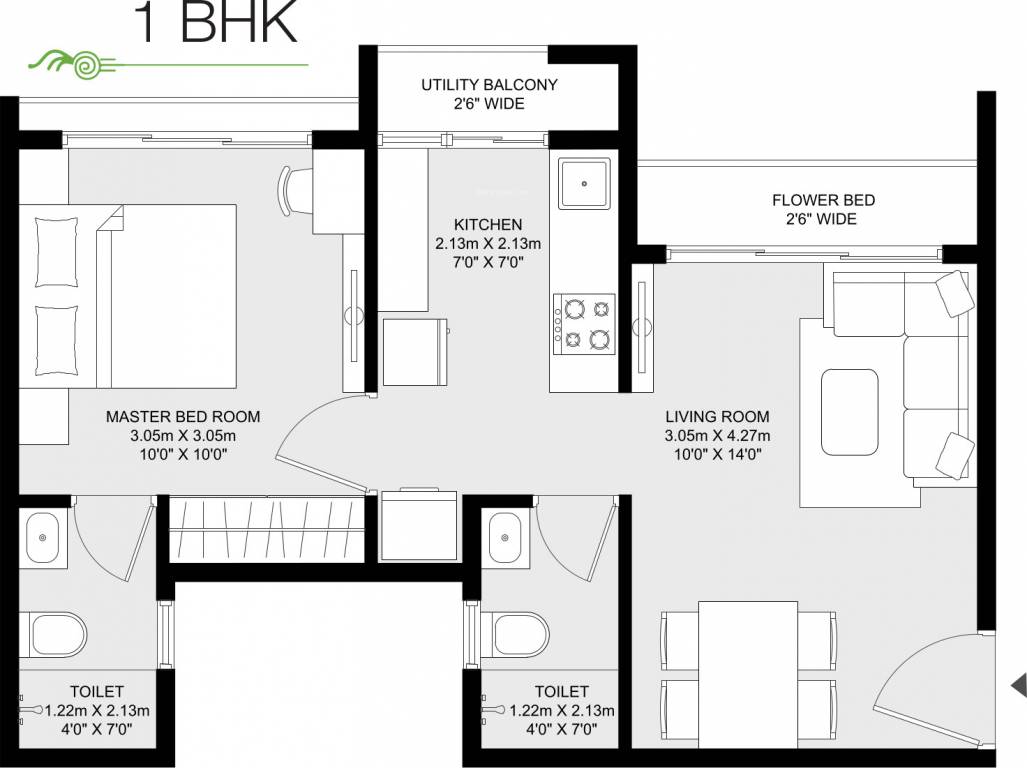 1 BHK
UTILITY BALCONY
2'6" WIDE
FLOWER BED
2'6" WIDE
KITCHEN
2.13m X 2.13m
7'0" X 7'0"
MASTER BED ROOM
3.05m X 3.05m
10'0" X 10'0"
LIVING ROOM
3.05m X 4.27m
10'0" X 14'0"
TOILET
1.22m X 2.13m
4'0" X 7'0"
TOILET
1.22m X 2.13m
4'0" X 7'0"